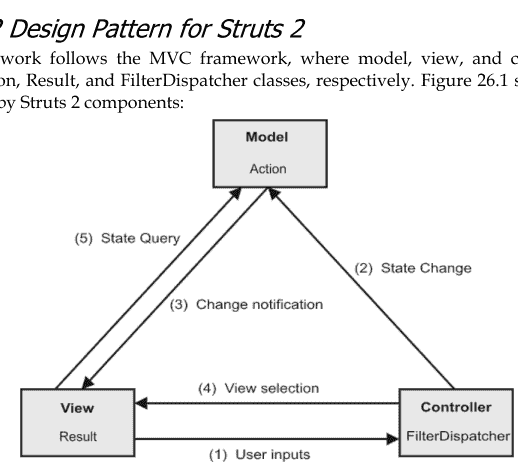 Design Pattern for Struts 2
work follows the MVC framework, where model, view, and c
on, Result, and FilterDispatcher classes, respectively. Figure 26.1 s
by Struts 2 components:
Model
Action
(5) State Query
(2) State Change
(3) Change notification
(4) View selection
View
Result
Controller
FilterDispatcher
(1) User inputs